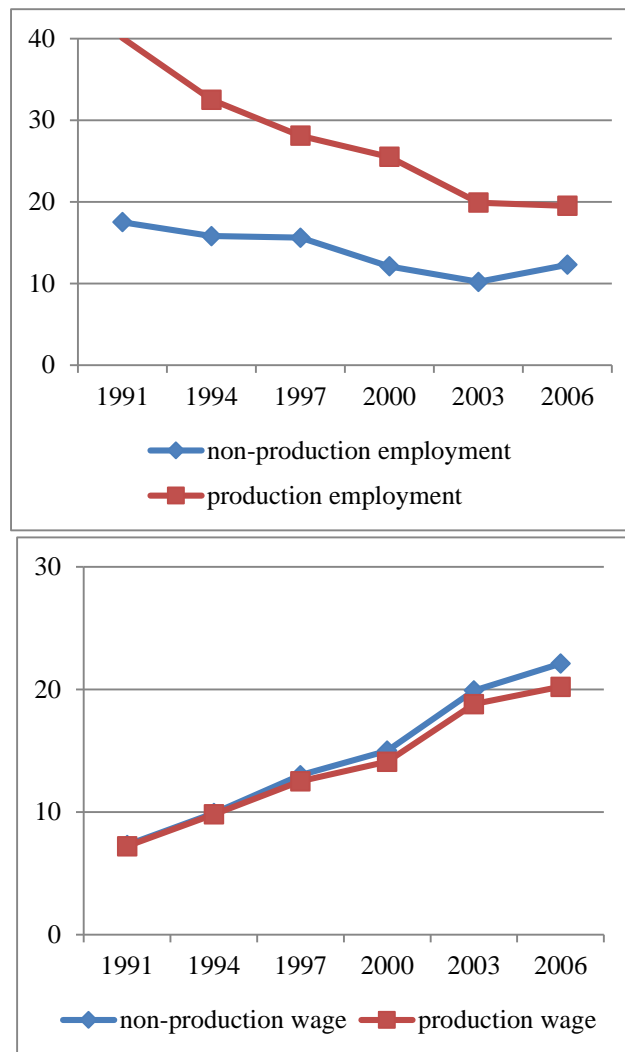 40
30
20
10
0
1991 1994 1997 2000 2003 2006
non-production employment
production employment
30
20
10
0
1991 1994 1997 2000 2003 2006
non-production wage production wage